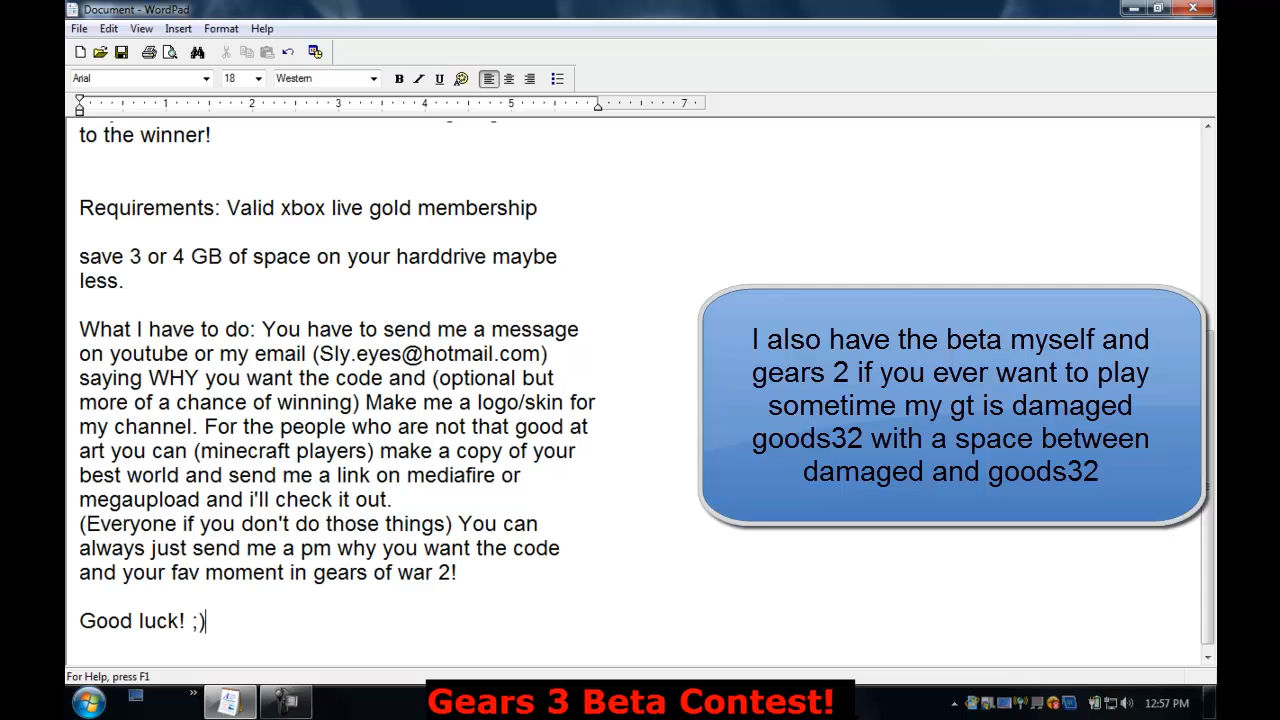 Document - WordPad
File Edit View Insert Format Help
Arial 18 Western B I U
1 2 3 4 5 7
to the winner!
Requirements: Valid xbox live gold membership
save 3 or 4 GB of space on your harddrive maybe
less.
What I have to do: You have to send me a message
on youtube or my email (Sly.eyes@hotmail.com)
saying WHY you want the code and (optional but
more of a chance of winning) Make me a logo/skin for
my channel. For the people who are not that good at
art you can (minecraft players) make a copy of your
best world and send me a link on mediafire or
megaupload and i'll check it out.
(Everyone if you don't do those things) You can
always just send me a pm why you want the code
and your fav moment in gears of war 2!
Good luck! ;)
I also have the beta myself and
gears 2 if you ever want to play
sometime my gt is damaged
goods32 with a space between
damaged and goods32
For Help, press F1
Gears 3 Beta Contest!
12:57 PM